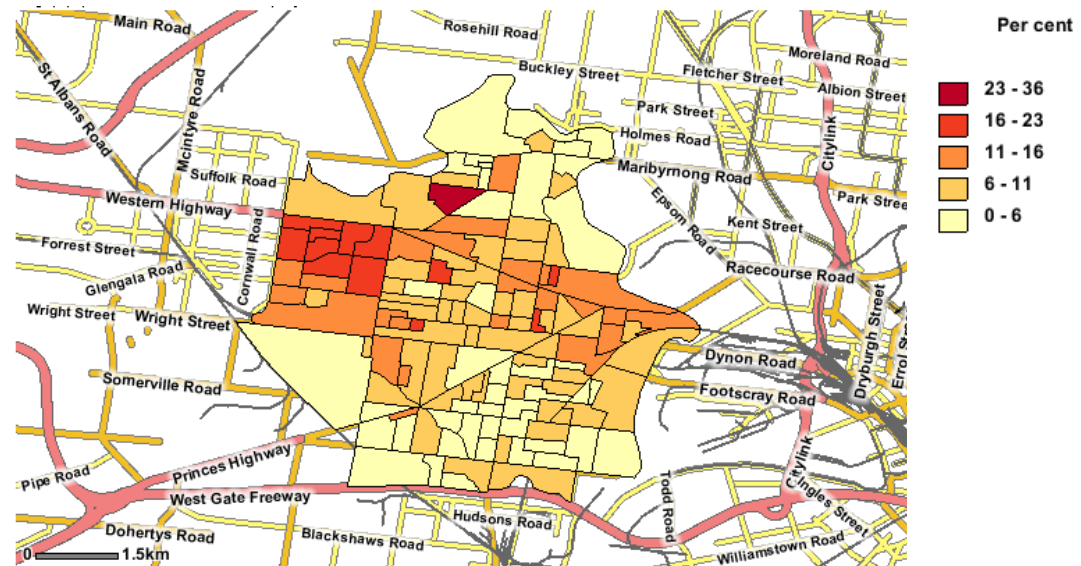 Main Road
Rosehill Road
Per cent
Moreland Road
Buckley Street
Fletcher Street
St Albans Road
Mcintyre Road
Albion Street
23 - 36
Park Street
16 - 23
Holmes Road
Citylink
11 - 16
Suffolk Road
Maribyrnong Road
6 - 11
Western Highway
Park Stree
0 - 6
Epsom Road
Kent Street
Forrest Street
Cornwall Road
Glengala Road
Racecourse Road
Wright Street
Wright Street
Dryburgh Street
Errol Str
Dynon Road
Somerville Road
Footscray Road
Princes Highway
Citylink
Pipe Road
West Gate Freeway
Todd Road
Ingles Street
Hudsons Road
Dohertys Road
Blackshaws Road
Williamstown Road
0
1.5km